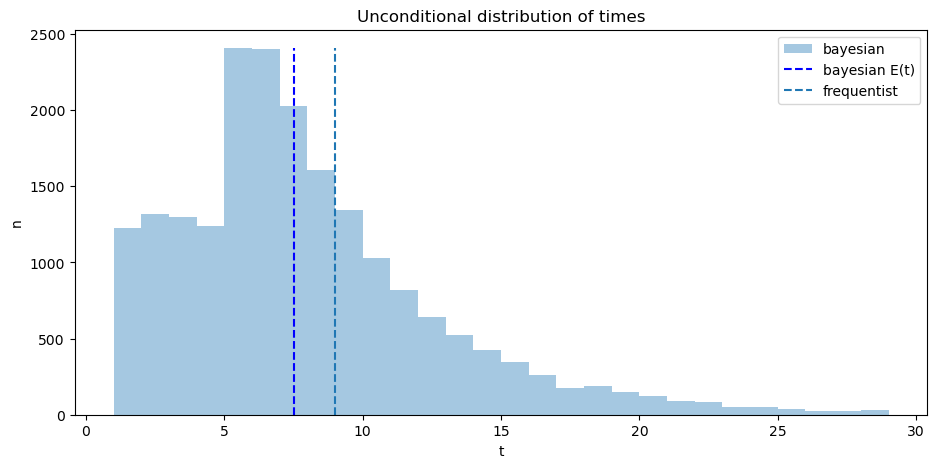 Unconditional distribution of times
2500
2000
1500
1000
500
0
n
0 5 10 15 20 25 30
t
bayesian
bayesian E(t)
frequentist